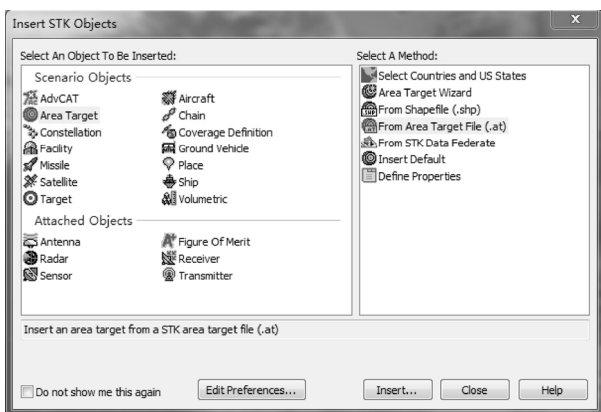 Insert STK Objects
X
Select An Object To Be Inserted:
Scenario Objects
AdvCAT
Aircraft
Area Target
Chain
Constellation
Coverage Definition
Facility
Ground Vehicle
Missile
Place
Satellite
Ship
Target
Volumetric
Attached Objects
Antenna
Figure Of Merit
Radar
Receiver
Sensor
Transmitter
Select A Method:
Select Countries and US States
Area Target Wizard
From Shapefile (.shp)
From Area Target File (.at)
From STK Data Federate
Insert Default
Define Properties
Insert an area target from a STK area target file (.at)
Do not show me this again
Edit Preferences...
Insert...
Close
Help